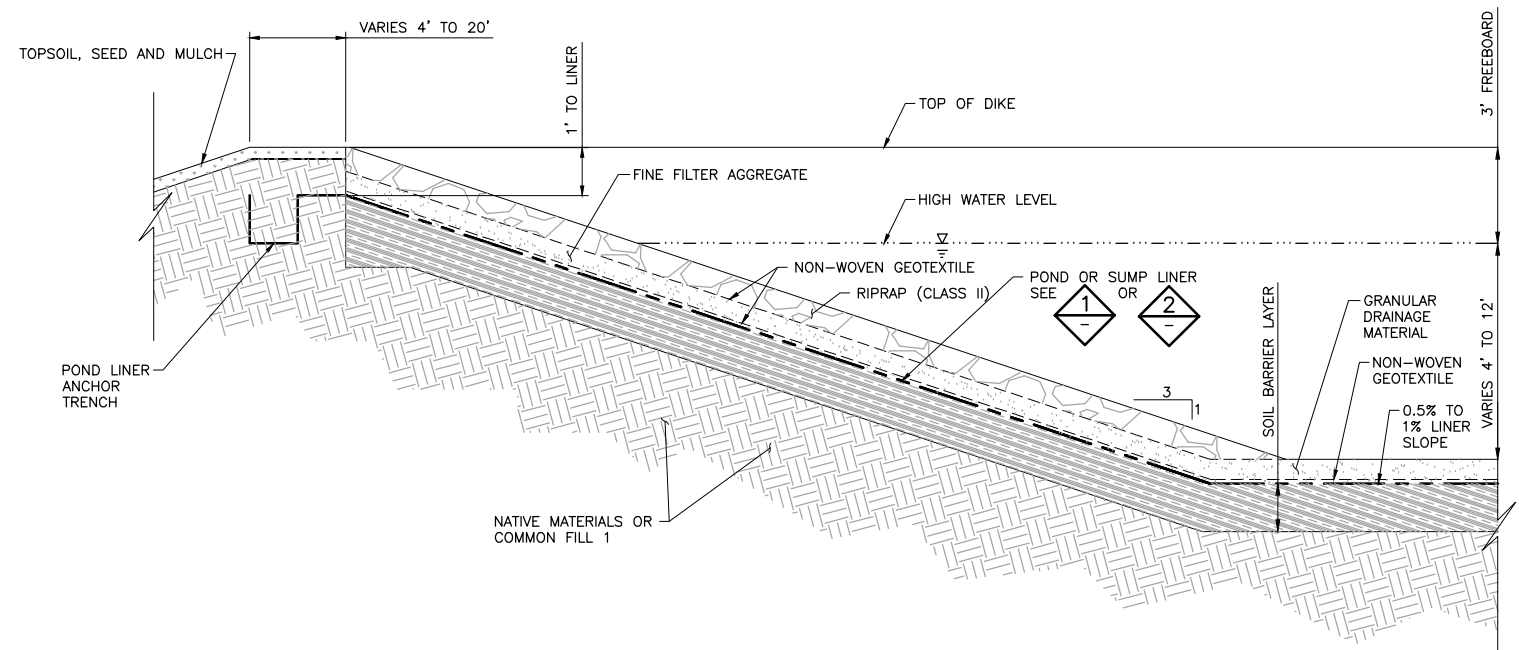 VARIES 4' TO 20'
TOPSOIL, SEED AND MULCH
1' TO LINER
TOP OF DIKE
3' FREEBOARD
FINE FILTER AGGREGATE
HIGH WATER LEVEL
NON-WOVEN GEOTEXTILE
RIPRAP (CLASS II)
POND OR SUMP LINER
SEE 1 - OR 2 -
SOIL BARRIER LAYER
GRANULAR
DRAINAGE
MATERIAL
NON-WOVEN
GEOTEXTILE
VARIES 4' TO 12'
0.5% TO
1% LINER
SLOPE
3
1
POND LINER
ANCHOR
TRENCH
NATIVE MATERIALS OR
COMMON FILL 1